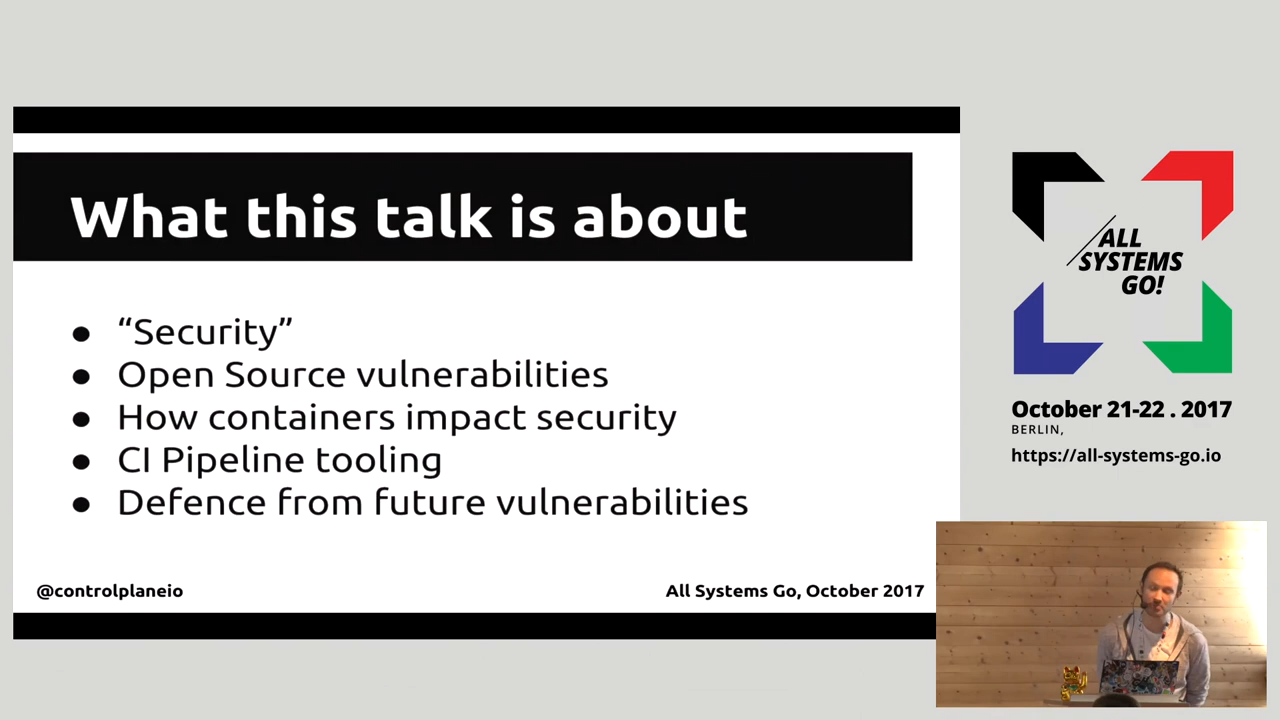 What this talk is about
● “Security”
● Open Source vulnerabilities
● How containers impact security
● CI Pipeline tooling
● Defence from future vulnerabilities
@controlplaneio
All Systems Go, October 2017
ALL
SYSTEMS
GO!
October 21-22 . 2017
BERLIN,
https://all-systems-go.io